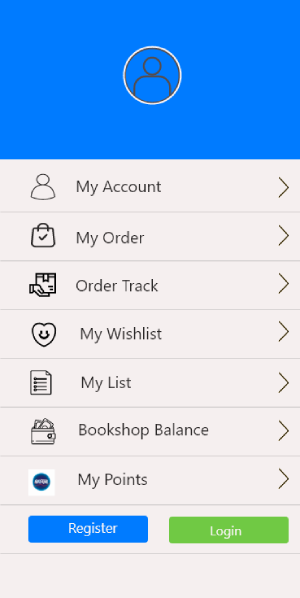 My Account
My Order
Order Track
My Wishlist
My List
Bookshop Balance
My Points
Register
Login